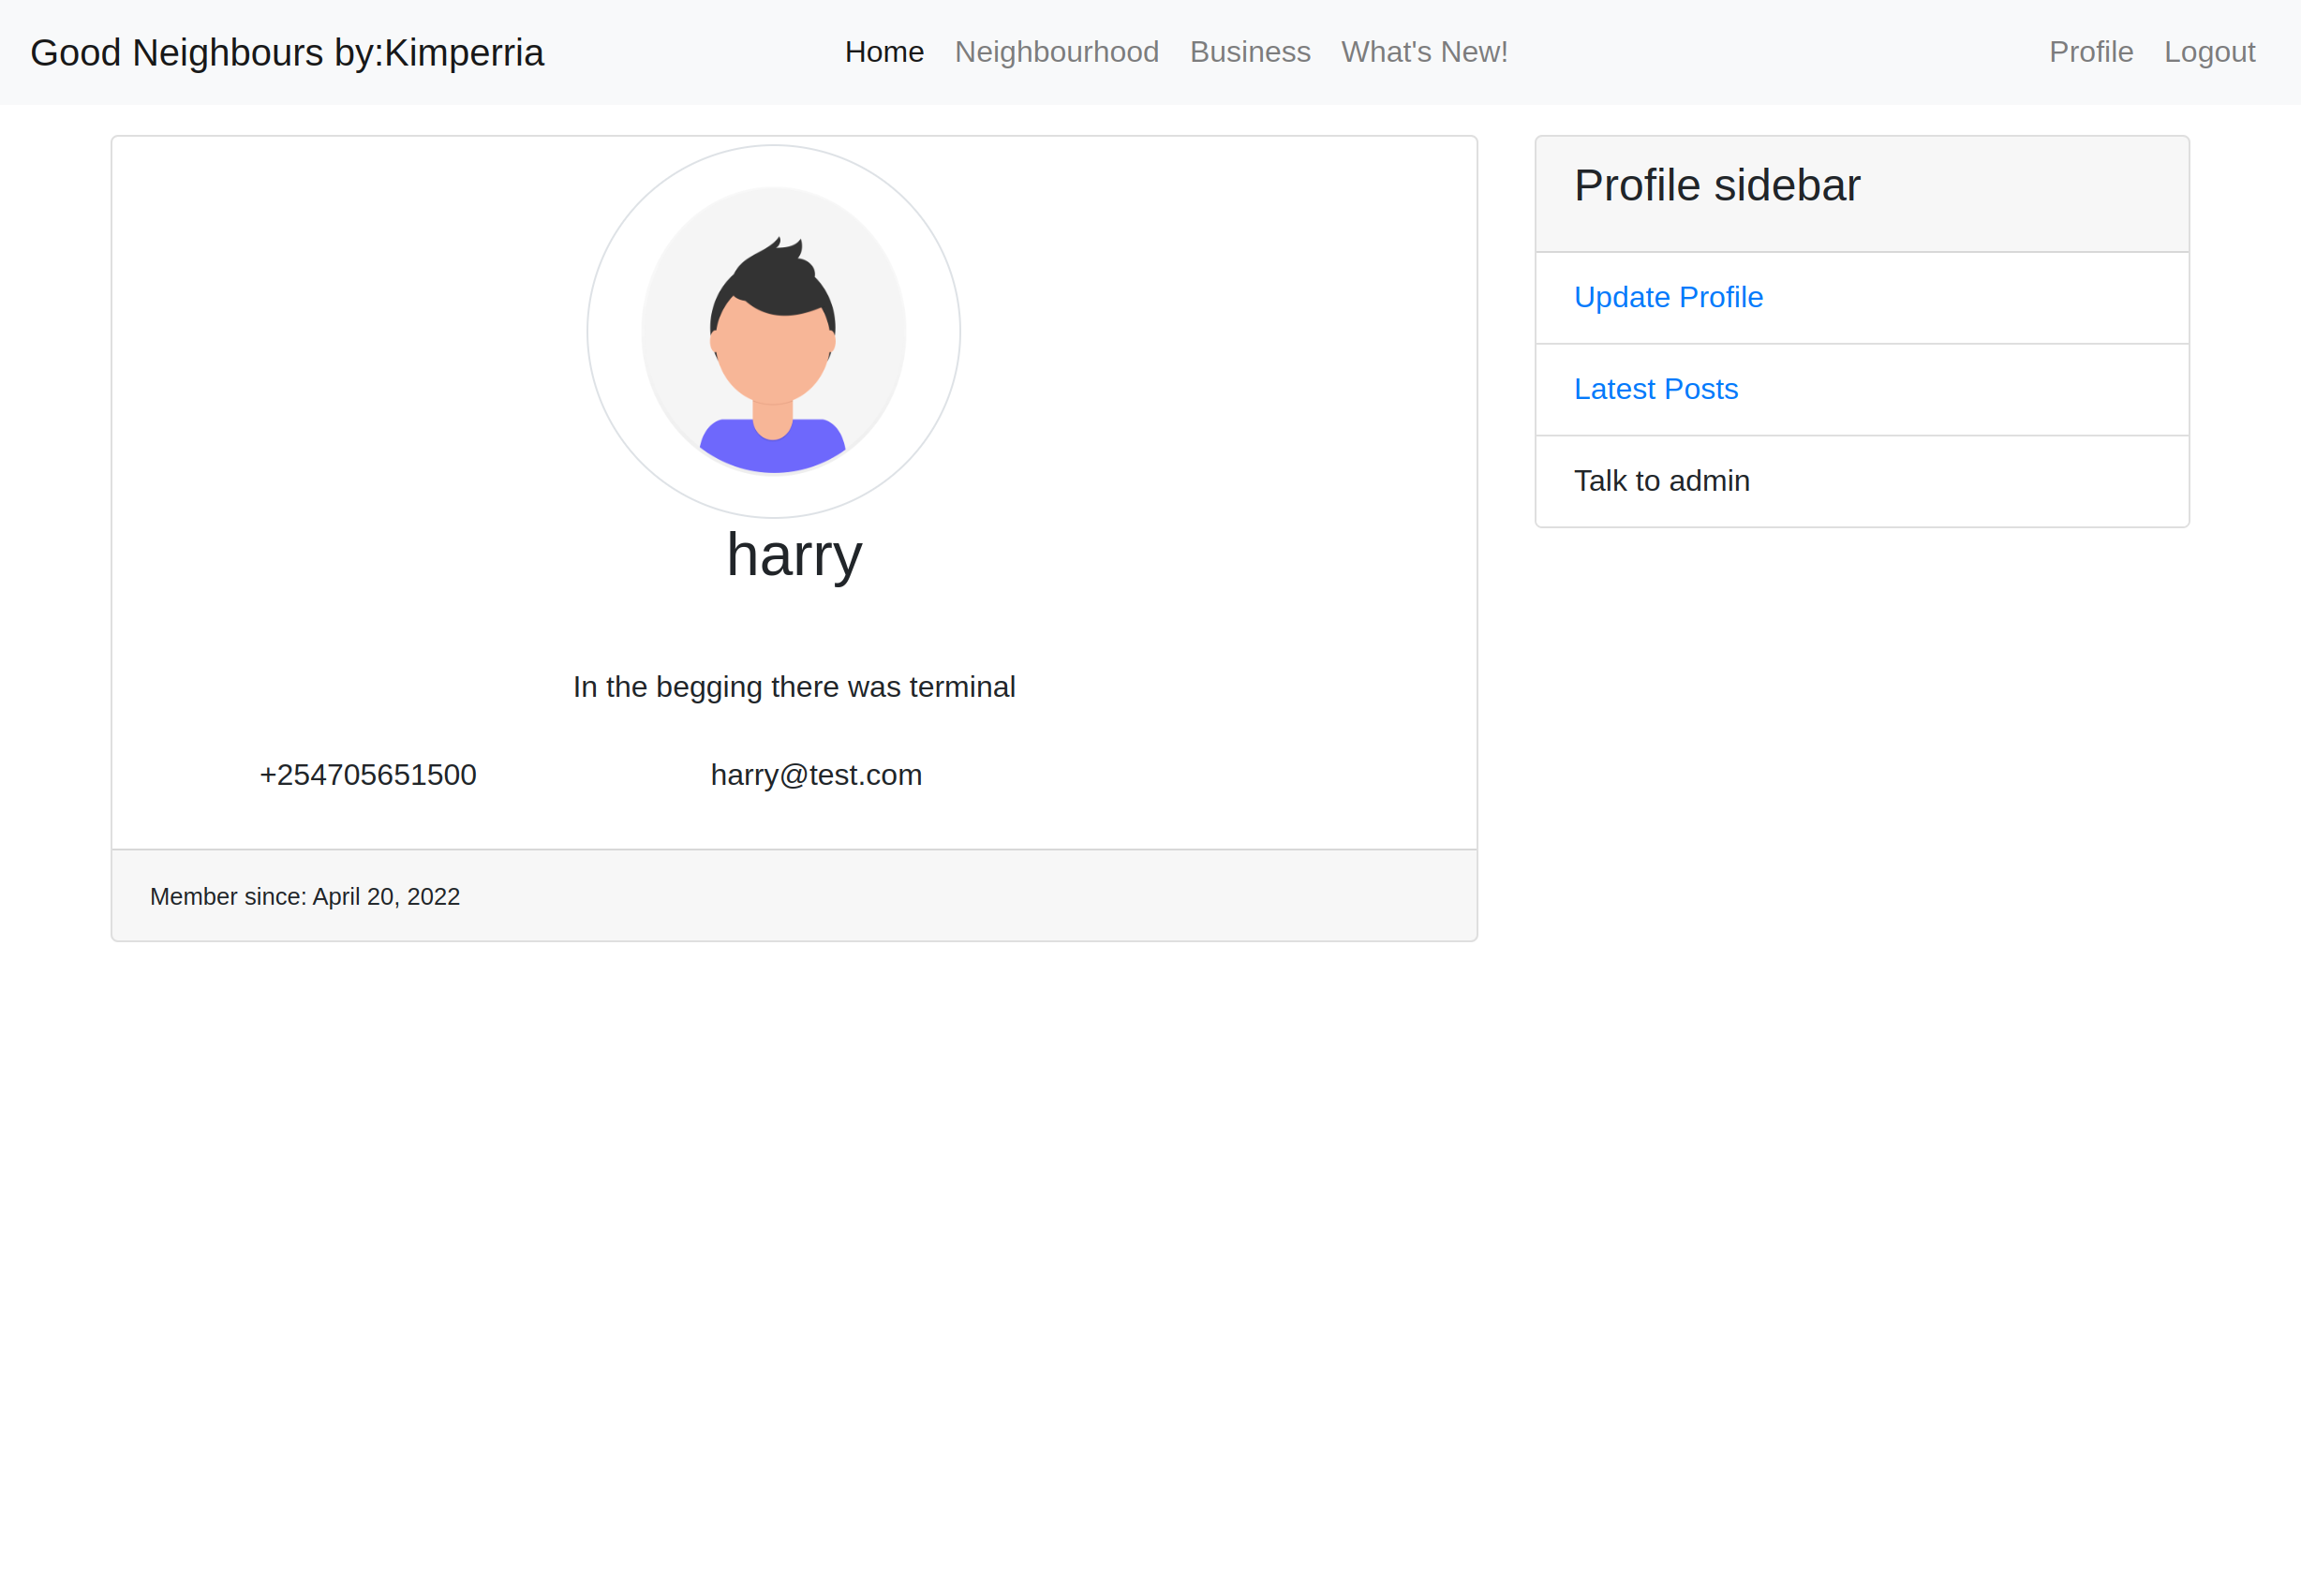 Good Neighbours by:Kimperria
Home Neighbourhood Business What's New!
Profile Logout
harry
In the begging there was terminal
+254705651500 harry@test.com
Member since: April 20, 2022
Profile sidebar
Update Profile
Latest Posts
Talk to admin